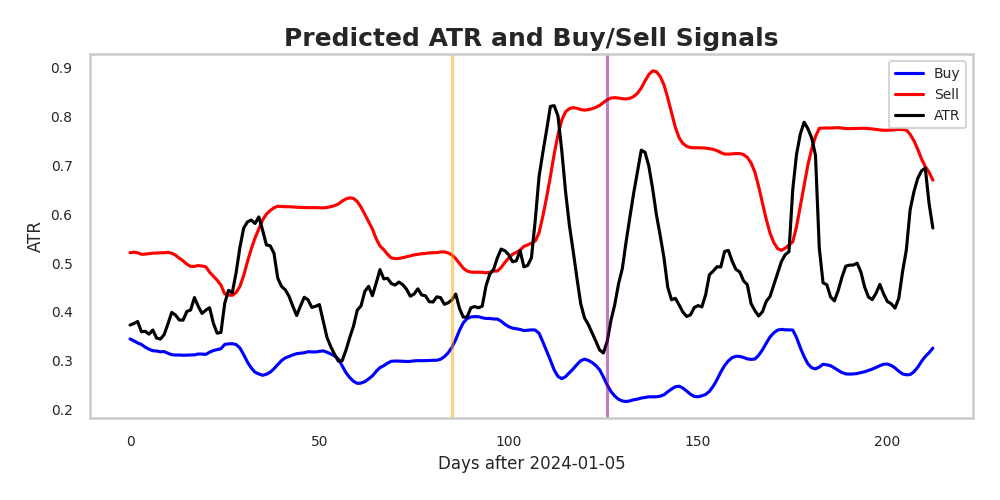 Predicted ATR and Buy/Sell Signals
0.9
0.8
0.7
0.6
0.5
0.4
0.3
0.2
ATR
Buy
Sell
ATR
0 50 100 150 200
Days after 2024-01-05